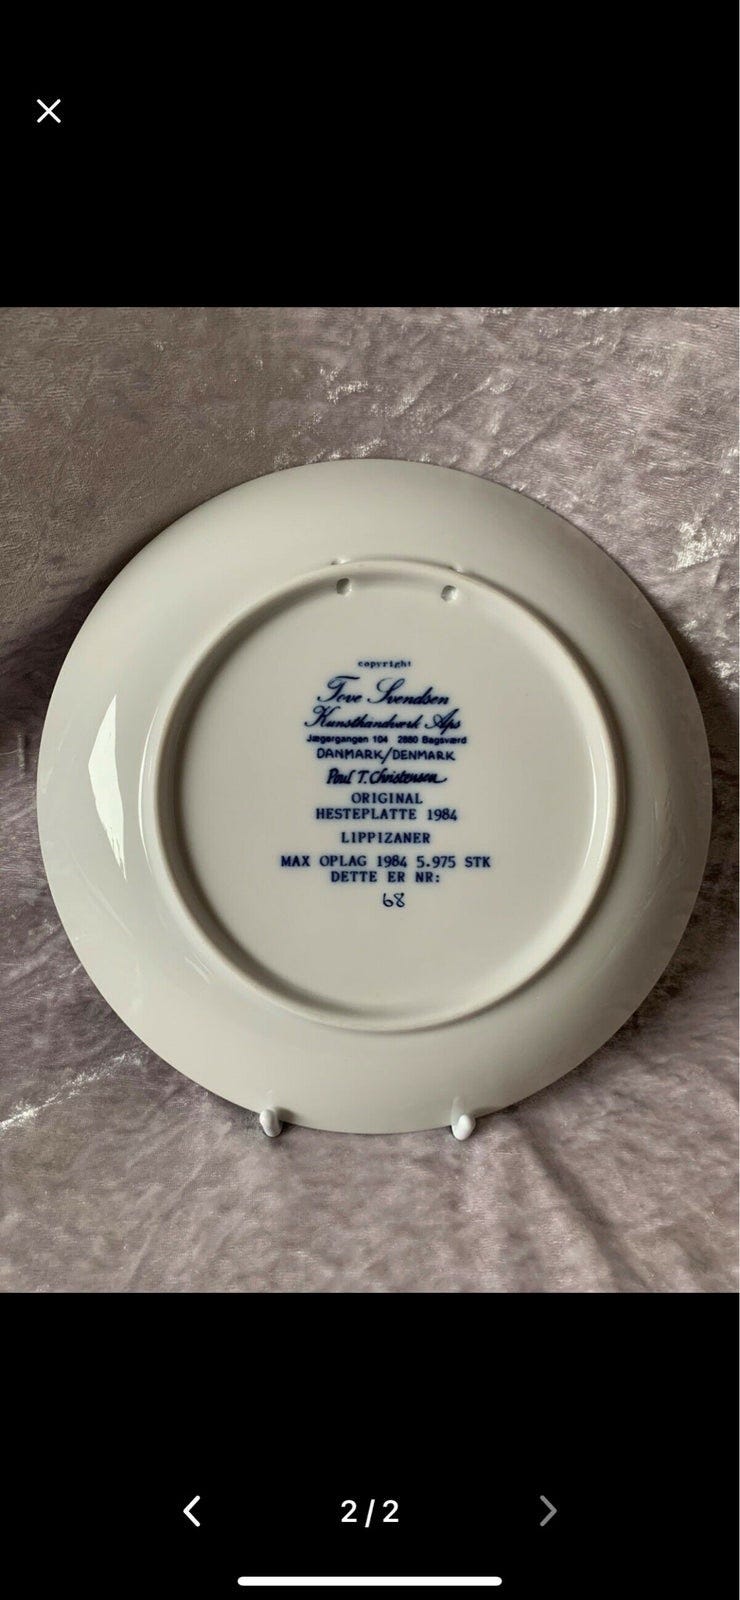 copyright
Tove Svendsen
Kunsthandværk Aps
Jægergangen 104 2880 Bagsværd
DANMARK/DENMARK
Poul T. Christensen
ORIGINAL
HESTEPLATTE 1984
LIPPIZANER
MAX OPLAG 1984 5.975 STK
DETTE ER NR:
68
2/2